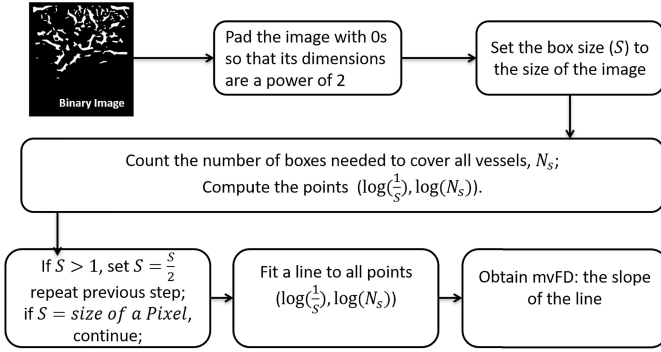 Binary Image
Pad the image with 0s
so that its dimensions
are a power of 2
Set the box size (S) to
the size of the image
Count the number of boxes needed to cover all vessels, Nₛ;
Compute the points (log(1/S), log(Nₛ)).
If S > 1, set S = S/2
repeat previous step;
if S = size of a Pixel,
continue;
Fit a line to all points
(log(1/S), log(Nₛ))
Obtain mvFD: the slope
of the line